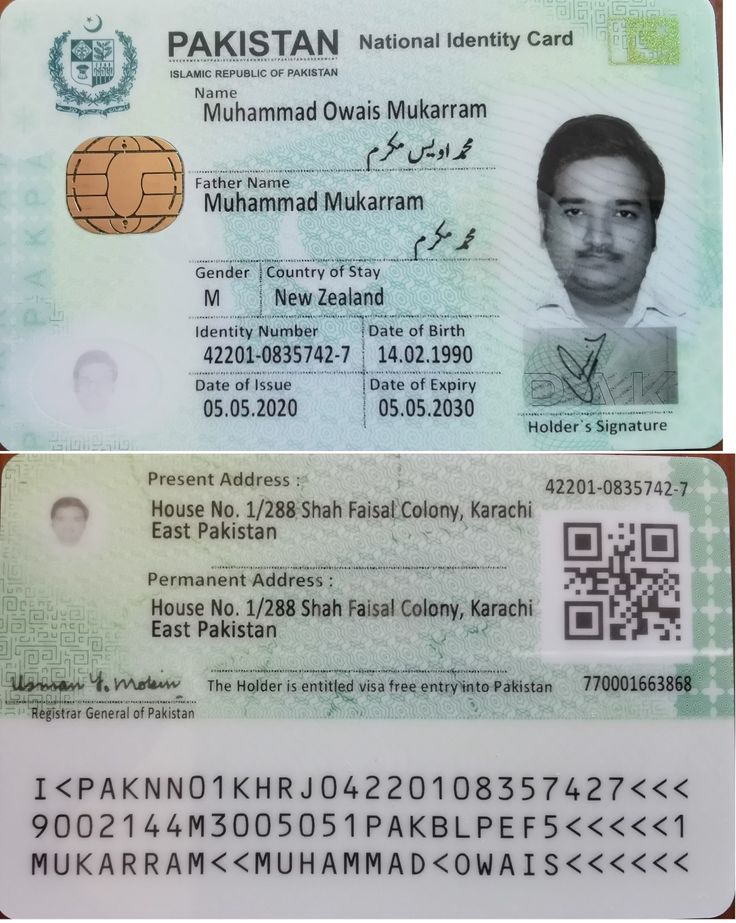 PAKISTAN National Identity Card
ISLAMIC REPUBLIC OF PAKISTAN
Name
Muhammad Owais Mukarram
محمد اویس مکرم
Father Name
Muhammad Mukarram
محمد مکرم
Gender Country of Stay
M New Zealand
Identity Number Date of Birth
42201-0835742-7 14.02.1990
Date of Issue Date of Expiry
05.05.2020 05.05.2030
PAK
Holder`s Signature
Present Address :
42201-0835742-7
House No. 1/288 Shah Faisal Colony, Karachi
East Pakistan
Permanent Address :
House No. 1/288 Shah Faisal Colony, Karachi
East Pakistan
Usman Y. Mobin
The Holder is entitled visa free entry into Pakistan 770001663868
Registrar General of Pakistan
I<PAKNN01KHRJ04220108357427<<<
9002144M3005051PAKBLPEF5<<<<<1
MUKARRAM<<MUHAMMAD<OWAIS<<<<<<